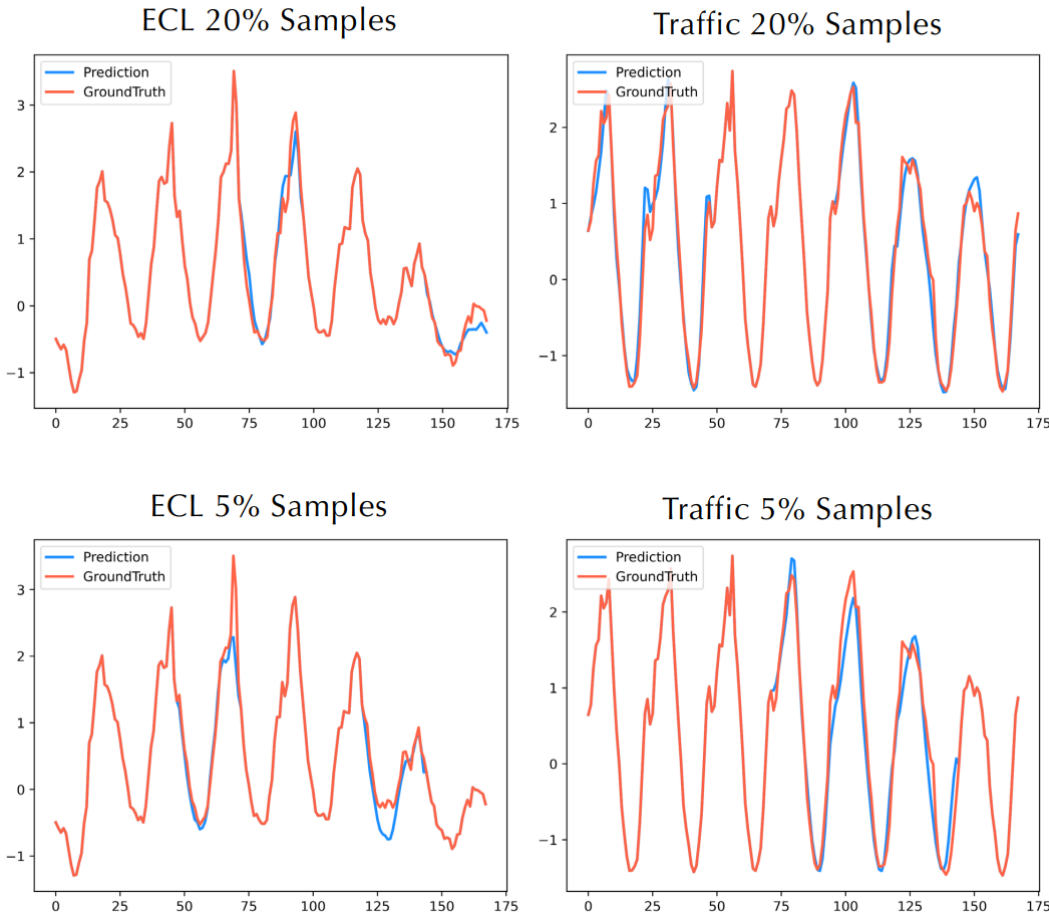 ECL 20% Samples
Prediction
GroundTruth
3
2
1
0
−1
0 25 50 75 100 125 150 175
Traffic 20% Samples
Prediction
GroundTruth
2
1
0
−1
0 25 50 75 100 125 150 175
ECL 5% Samples
Prediction
GroundTruth
3
2
1
0
−1
0 25 50 75 100 125 150 175
Traffic 5% Samples
Prediction
GroundTruth
2
1
0
−1
0 25 50 75 100 125 150 175